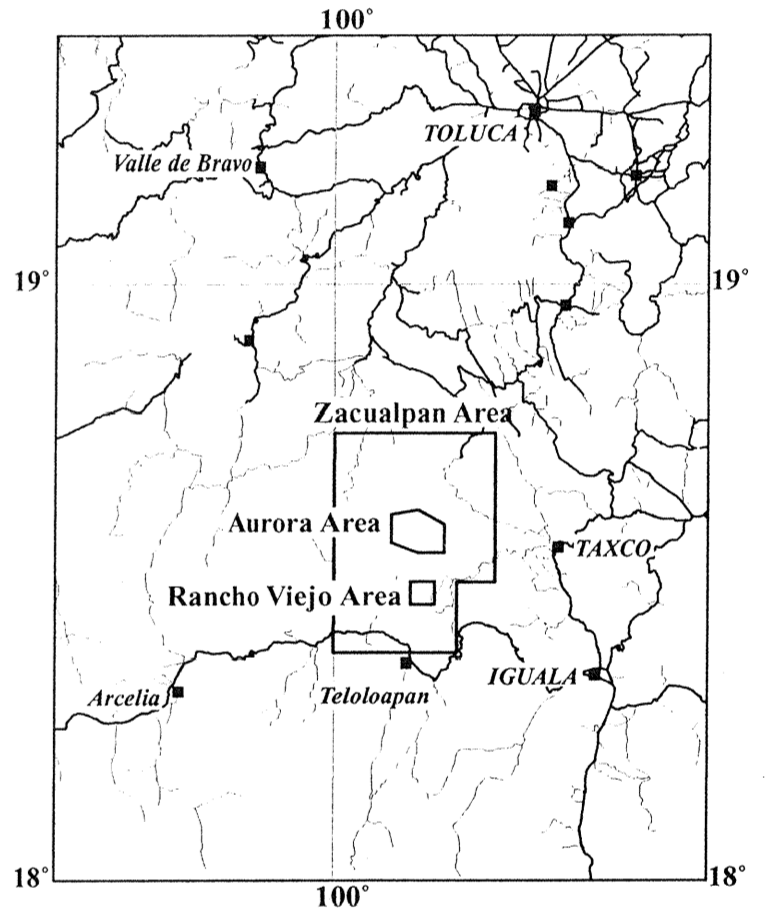 100°
TOLUCA
Valle de Bravo
19°
19°
Zacualpan Area
Aurora Area
TAXCO
Rancho Viejo Area
IGUALA
Arcelia
Teloloapan
18°
18°
100°